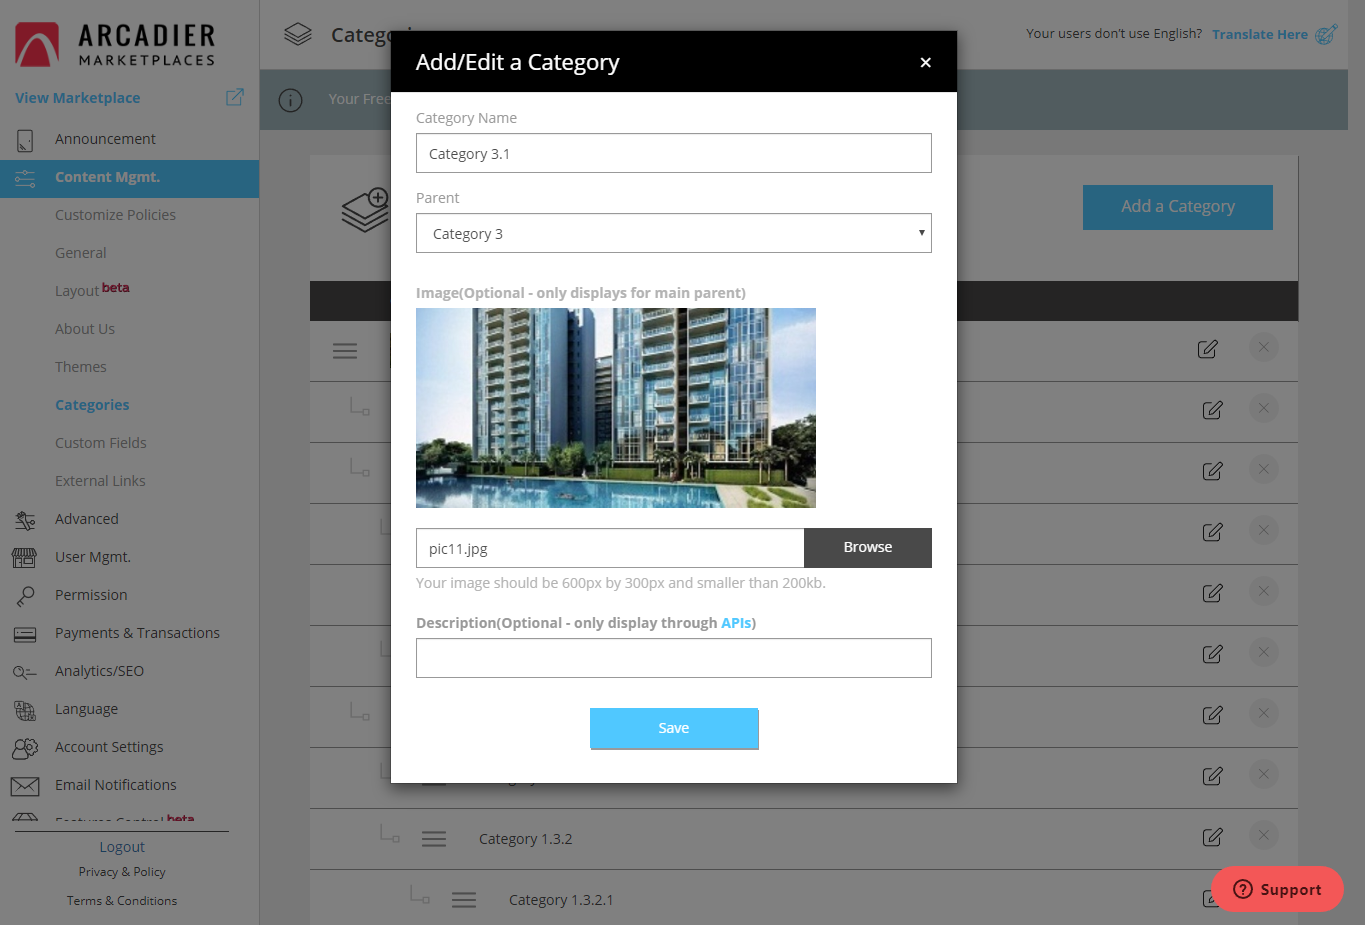 ARCADIER
MARKETPLACES
View Marketplace
Announcement
Content Mgmt.
Customize Policies
General
Layout beta
About Us
Themes
Categories
Custom Fields
External Links
Advanced
User Mgmt.
Permission
Payments & Transactions
Analytics/SEO
Language
Account Settings
Email Notifications
Features Control beta
Logout
Privacy & Policy
Terms & Conditions
Your users don't use English? Translate Here
Your Free
Add a Category
Add/Edit a Category
×
Category Name
Category 3.1
Parent
Category 3
Image(Optional - only displays for main parent)
pic11.jpg
Browse
Your image should be 600px by 300px and smaller than 200kb.
Description(Optional - only display through APIs)
Save
Category 1.3.2
Category 1.3.2.1
Support